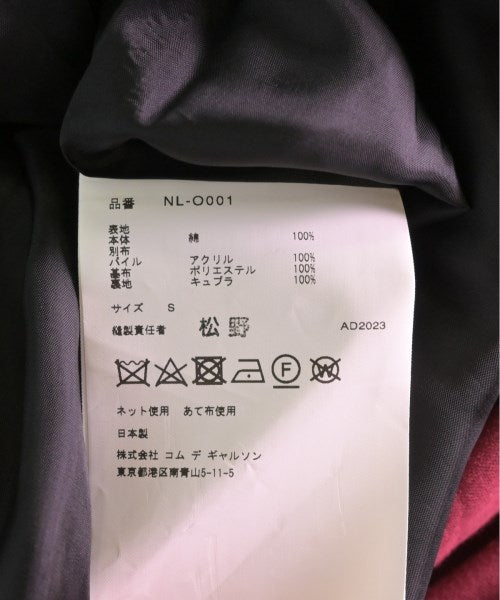 品番 NL-O001
表地
本体 綿 100%
別布
パイル アクリル 100%
基布 ポリエステル 100%
裏地 キュプラ 100%
サイズ S
縫製責任者 松野 AD2023
F W
ネット使用 あて布使用
日本製
株式会社 コム デ ギャルソン
東京都港区南青山5-11-5